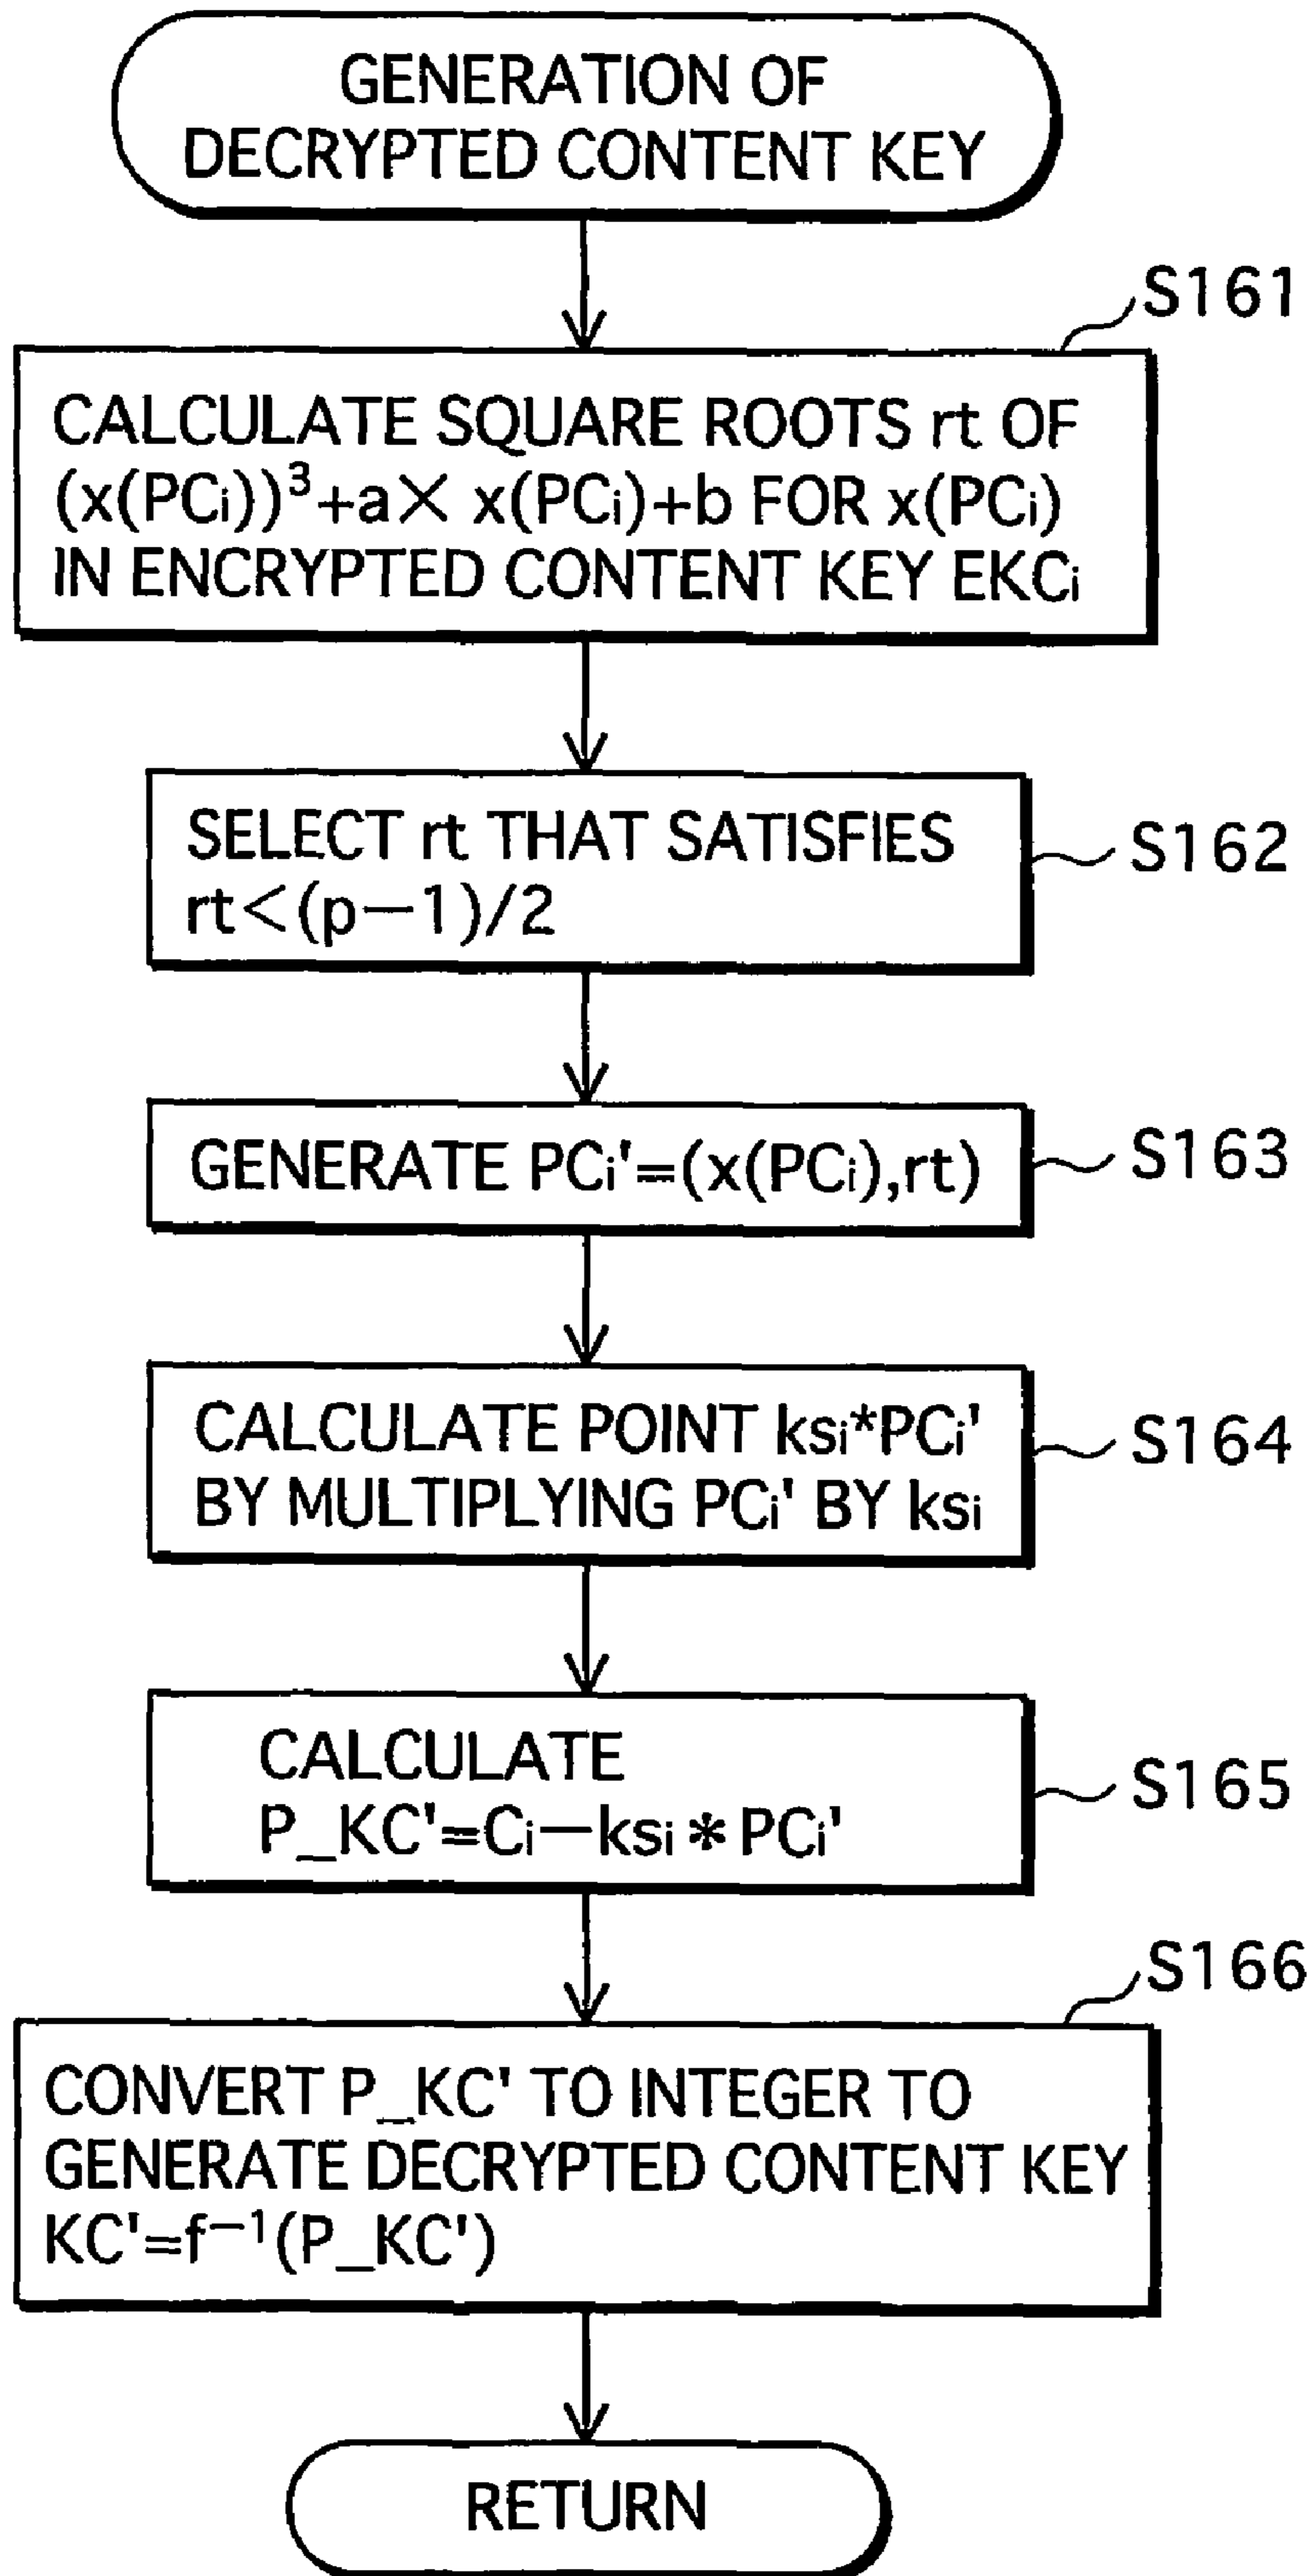 GENERATION OF
DECRYPTED CONTENT KEY
S161
CALCULATE SQUARE ROOTS rt OF
(x(PCi))³+a× x(PCi)+b FOR x(PCi)
IN ENCRYPTED CONTENT KEY EKCi
SELECT rt THAT SATISFIES
rt<(p−1)/2
S162
GENERATE PCi'=(x(PCi),rt)
S163
CALCULATE POINT ksi*PCi'
BY MULTIPLYING PCi' BY ksi
S164
CALCULATE
P_KC'=Ci−ksi*PCi'
S165
S166
CONVERT P_KC' TO INTEGER TO
GENERATE DECRYPTED CONTENT KEY
KC'=f⁻¹(P_KC')
RETURN